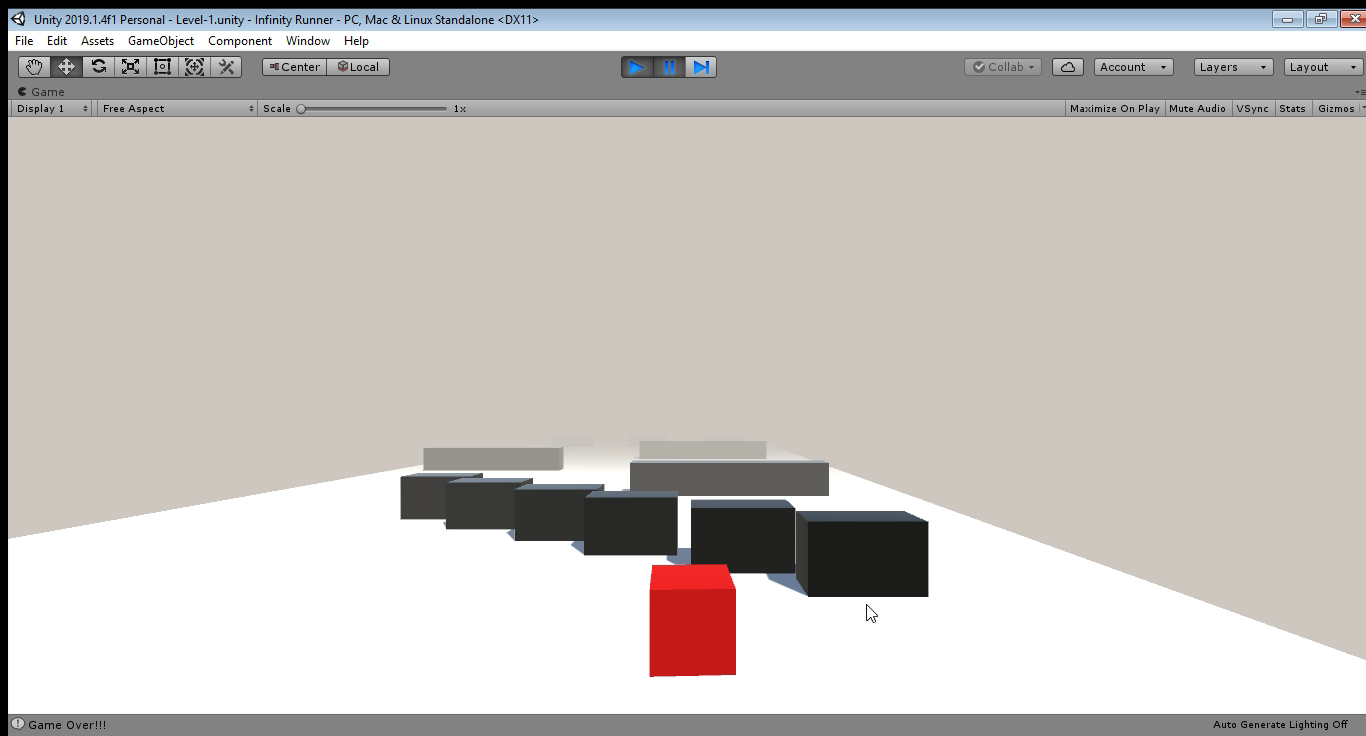 Unity 2019.1.4f1 Personal - Level-1.unity - Infinity Runner - PC, Mac & Linux Standalone <DX11>
File Edit Assets GameObject Component Window Help
Center Local Collab Account Layers Layout
Game
Display 1 Free Aspect Scale 1x Maximize On Play Mute Audio VSync Stats Gizmos
Game Over!!! Auto Generate Lighting Off